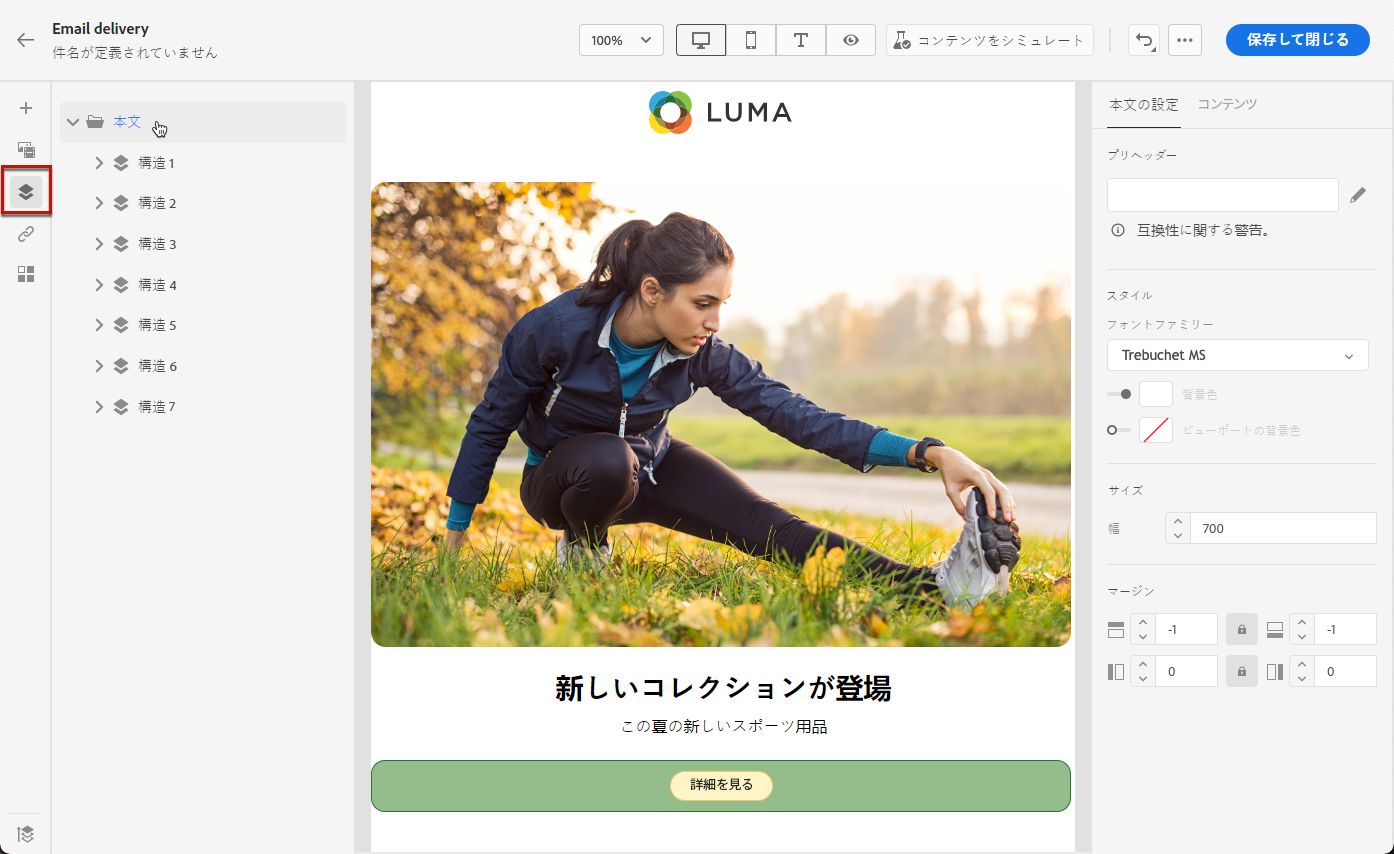 Email delivery
件名が定義されていません
100%
コンテンツをシミュレート
保存して閉じる
本文
構造 1
構造 2
構造 3
構造 4
構造 5
構造 6
構造 7
LUMA
新しいコレクションが登場
この夏の新しいスポーツ用品
詳細を見る
本文の設定
コンテンツ
プリヘッダー
互換性に関する警告。
スタイル
フォントファミリー
Trebuchet MS
背景色
ビューポートの背景色
サイズ
幅
700
マージン
-1
-1
0
0